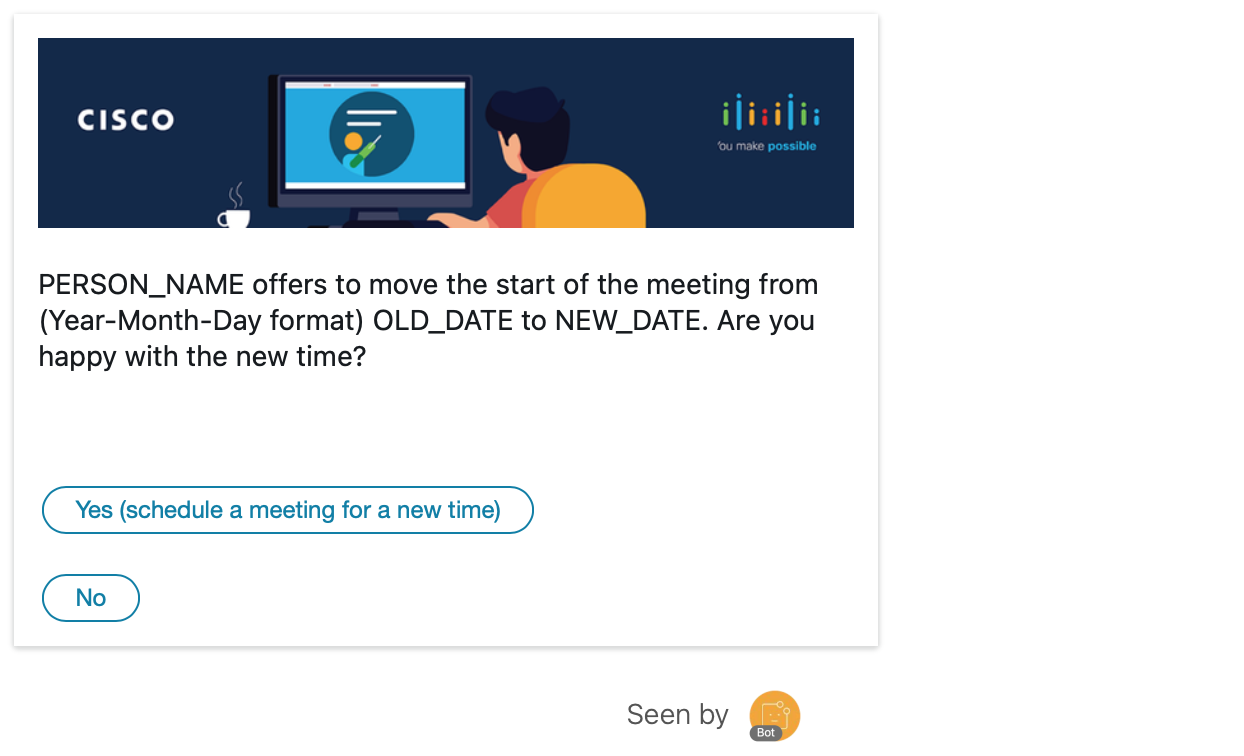 CISCO
'ou make possible
PERSON_NAME offers to move the start of the meeting from
(Year-Month-Day format) OLD_DATE to NEW_DATE. Are you
happy with the new time?
Yes (schedule a meeting for a new time)
No
Seen by
Bot